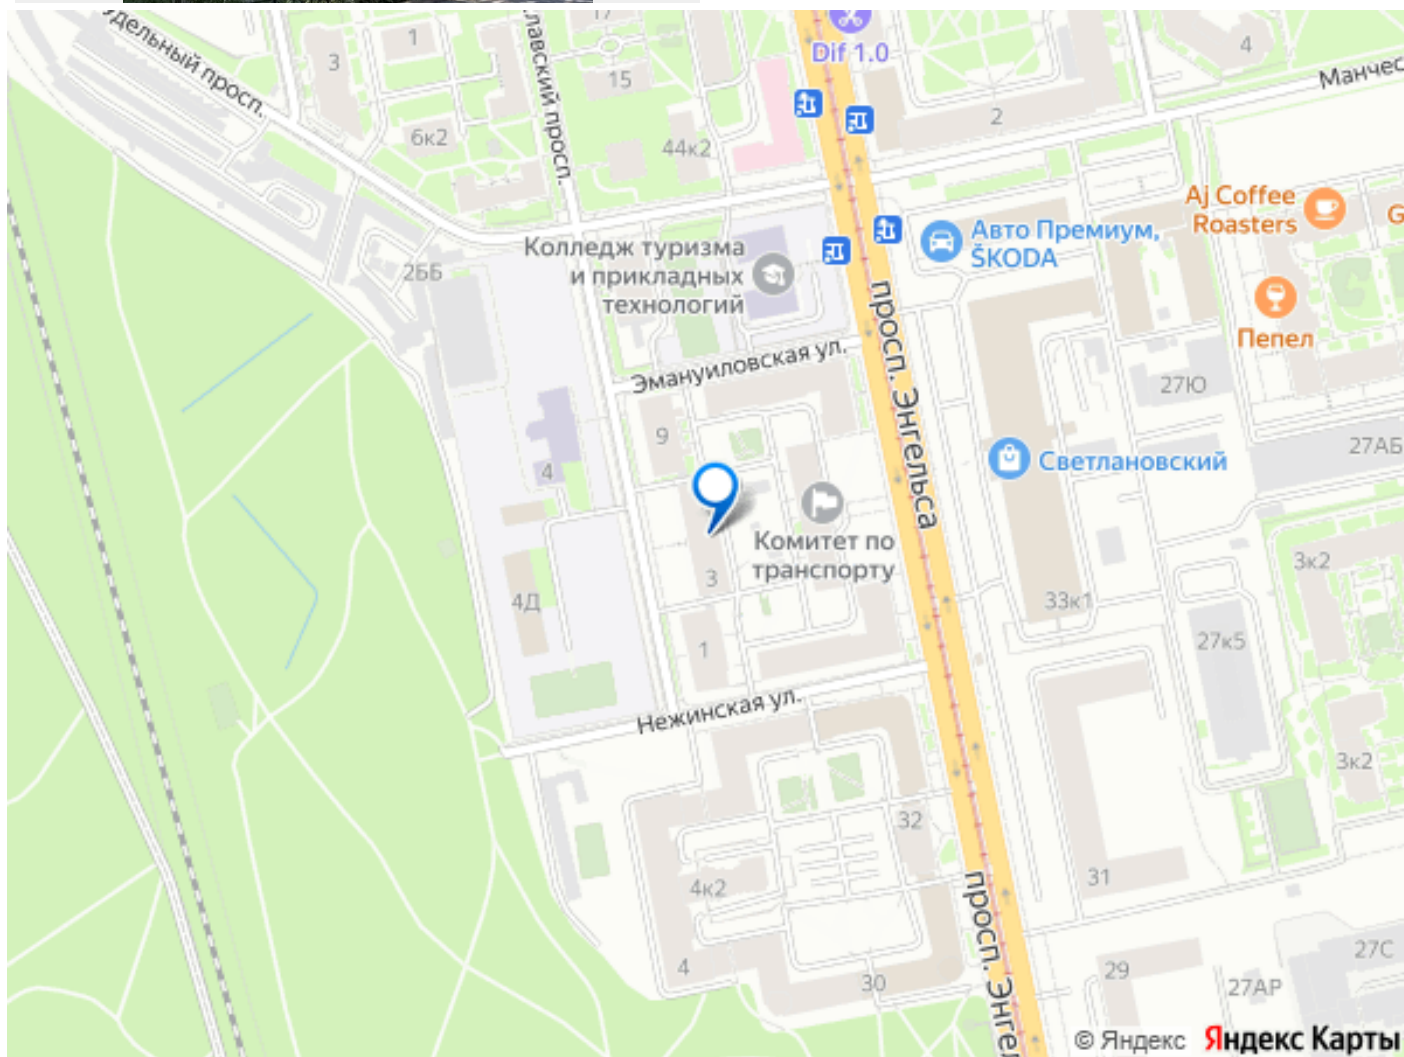 17
1
3
15
Dif 1.0
4
Манчес
2
6к2
44к2
Aj Coffee
Roasters
G
Авто Премиум,
ŠKODA
Колледж туризма
и прикладных
технологий
2ББ
просп. Энгельса
Пепел
Эмануиловская ул.
27Ю
9
27АБ
Светлановский
4
Комитет по
транспорту
3к2
3
4Д
33к1
27к5
1
Нежинская ул.
3к2
32
31
4к2
просп. Энгел
27С
4
29
30
27АР
© Яндекс Яндекс Карты